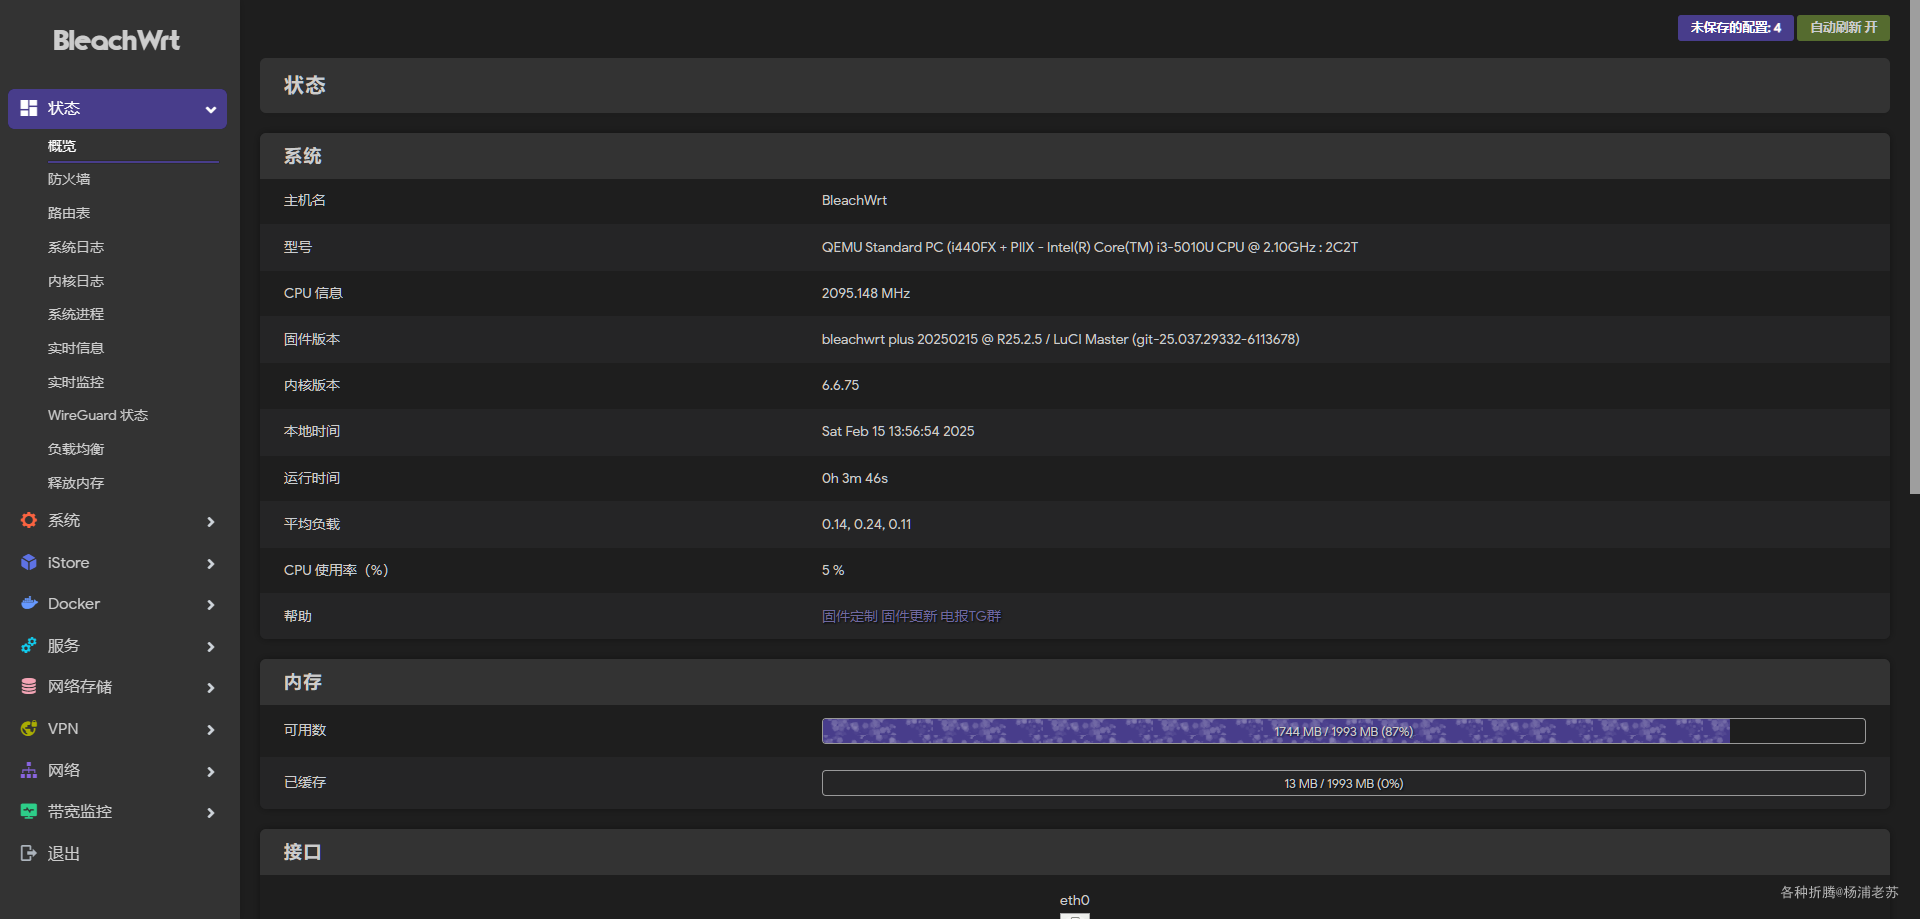 BleachWrt
未保存的配置: 4
自动刷新 开
状态
概览
防火墙
路由表
系统日志
内核日志
系统进程
实时信息
实时监控
WireGuard 状态
负载均衡
释放内存
系统
iStore
Docker
服务
网络存储
VPN
网络
带宽监控
退出
状态
系统
主机名 BleachWrt
型号 QEMU Standard PC (i440FX + PIIX - Intel(R) Core(TM) i3-5010U CPU @ 2.10GHz : 2C2T
CPU 信息 2095.148 MHz
固件版本 bleachwrt plus 20250215 @ R25.2.5 / LuCI Master (git-25.037.29332-6113678)
内核版本 6.6.75
本地时间 Sat Feb 15 13:56:54 2025
运行时间 0h 3m 46s
平均负载 0.14, 0.24, 0.11
CPU 使用率（%） 5 %
帮助 固件定制 固件更新 电报TG群
内存
可用数 1744 MB / 1993 MB (87%)
已缓存 13 MB / 1993 MB (0%)
接口
eth0
各种折腾@杨浦老苏